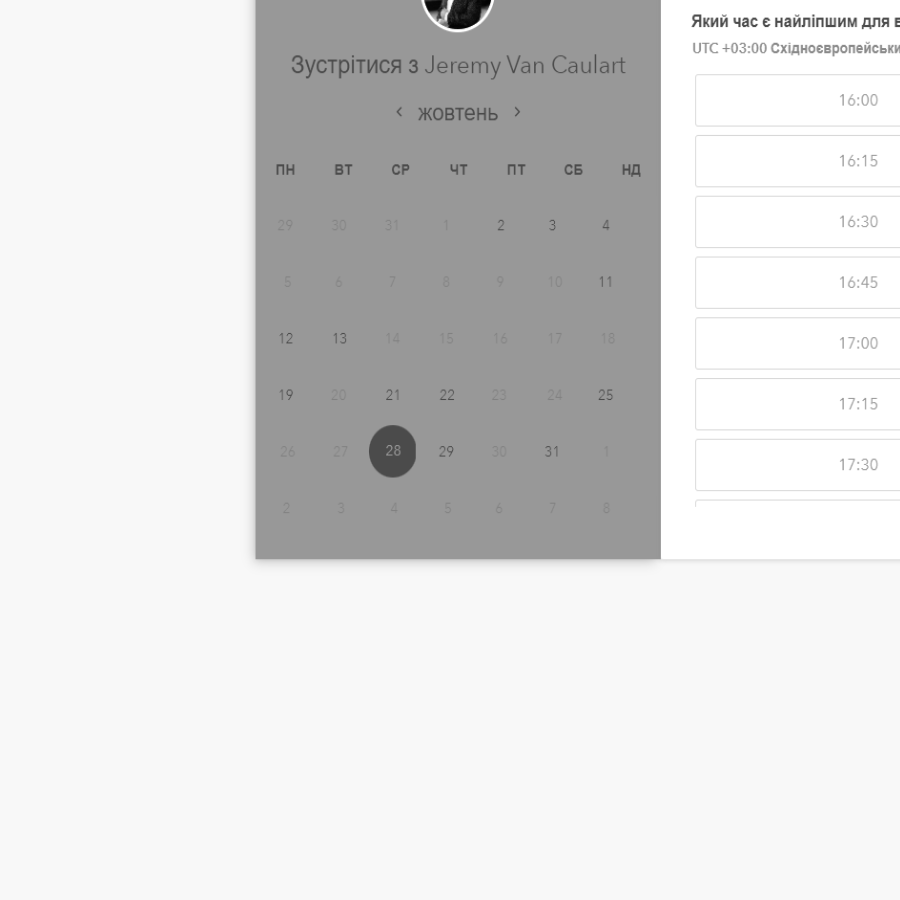 Зустрітися з Jeremy Van Caulart
‹ жовтень ›
ПН ВТ СР ЧТ ПТ СБ НД
29 30 31 1 2 3 4
5 6 7 8 9 10 11
12 13 14 15 16 17 18
19 20 21 22 23 24 25
26 27 28 29 30 31 1
2 3 4 5 6 7 8
Який час є найліпшим для
UTC +03:00
16:00
16:15
16:30
16:45
17:00
17:15
17:30